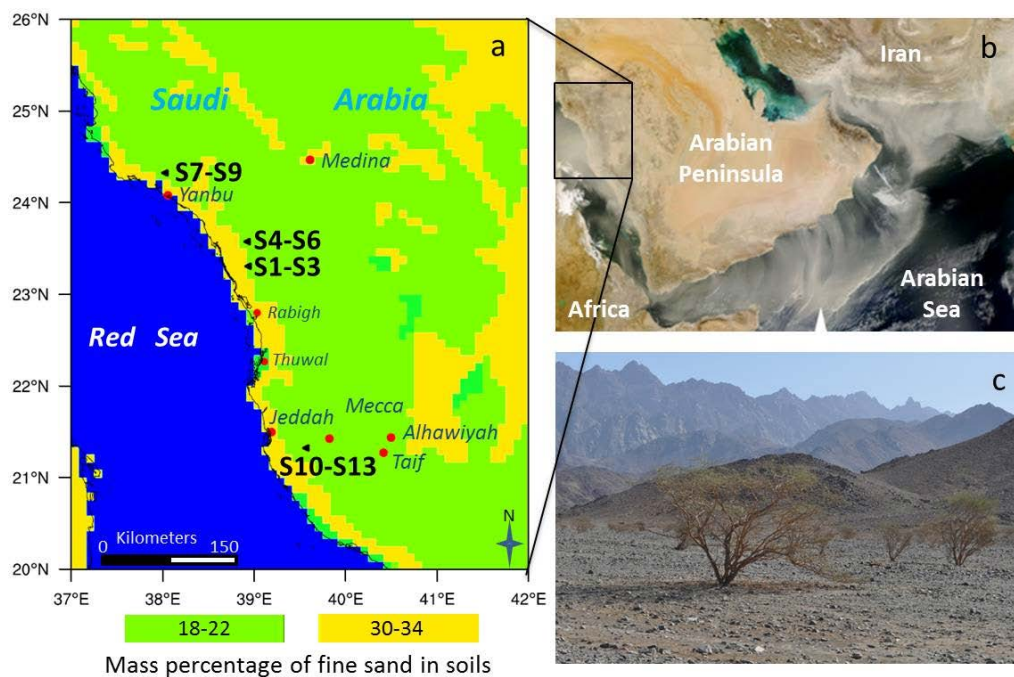 26°N
25°N
24°N
23°N
22°N
21°N
20°N
37°E
38°E
39°E
40°E
41°E
42°E
a
Saudi Arabia
Medina
S7-S9
Yanbu
S4-S6
S1-S3
Rabigh
Red Sea
Thuwal
Jeddah
Mecca
Alhawiyah
Taif
S10-S13
Kilometers
0 150
N
18-22
30-34
Mass percentage of fine sand in soils
b
Iran
Arabian
Peninsula
Africa
Arabian
Sea
c